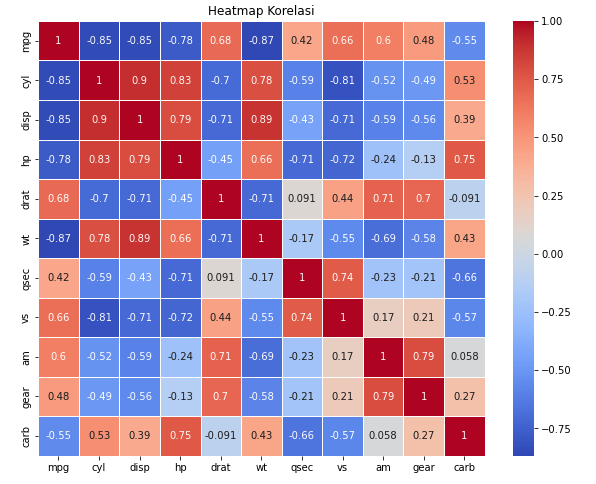 Heatmap Korelasi
mpg 1 -0.85 -0.85 -0.78 0.68 -0.87 0.42 0.66 0.6 0.48 -0.55
cyl -0.85 1 0.9 0.83 -0.7 0.78 -0.59 -0.81 -0.52 -0.49 0.53
disp -0.85 0.9 1 0.79 -0.71 0.89 -0.43 -0.71 -0.59 -0.56 0.39
hp -0.78 0.83 0.79 1 -0.45 0.66 -0.71 -0.72 -0.24 -0.13 0.75
drat 0.68 -0.7 -0.71 -0.45 1 -0.71 0.091 0.44 0.71 0.7 -0.091
wt -0.87 0.78 0.89 0.66 -0.71 1 -0.17 -0.55 -0.69 -0.58 0.43
qsec 0.42 -0.59 -0.43 -0.71 0.091 -0.17 1 0.74 -0.23 -0.21 -0.66
vs 0.66 -0.81 -0.71 -0.72 0.44 -0.55 0.74 1 0.17 0.21 -0.57
am 0.6 -0.52 -0.59 -0.24 0.71 -0.69 -0.23 0.17 1 0.79 0.058
gear 0.48 -0.49 -0.56 -0.13 0.7 -0.58 -0.21 0.21 0.79 1 0.27
carb -0.55 0.53 0.39 0.75 -0.091 0.43 -0.66 -0.57 0.058 0.27 1
mpg cyl disp hp drat wt qsec vs am gear carb
1.00
0.75
0.50
0.25
0.00
-0.25
-0.50
-0.75